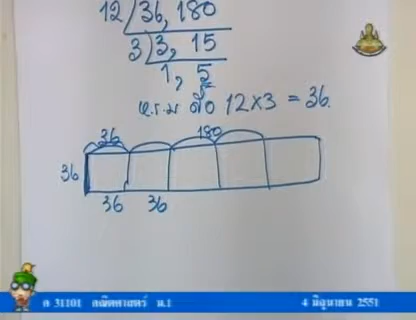 12 36, 180
3 3, 15
1, 5
ห.ร.ม คือ 12×3 = 36.
36 180
36
36 36
ค 31101 คณิตศาสตร์ ม.1 4 มิถุนายน 2551